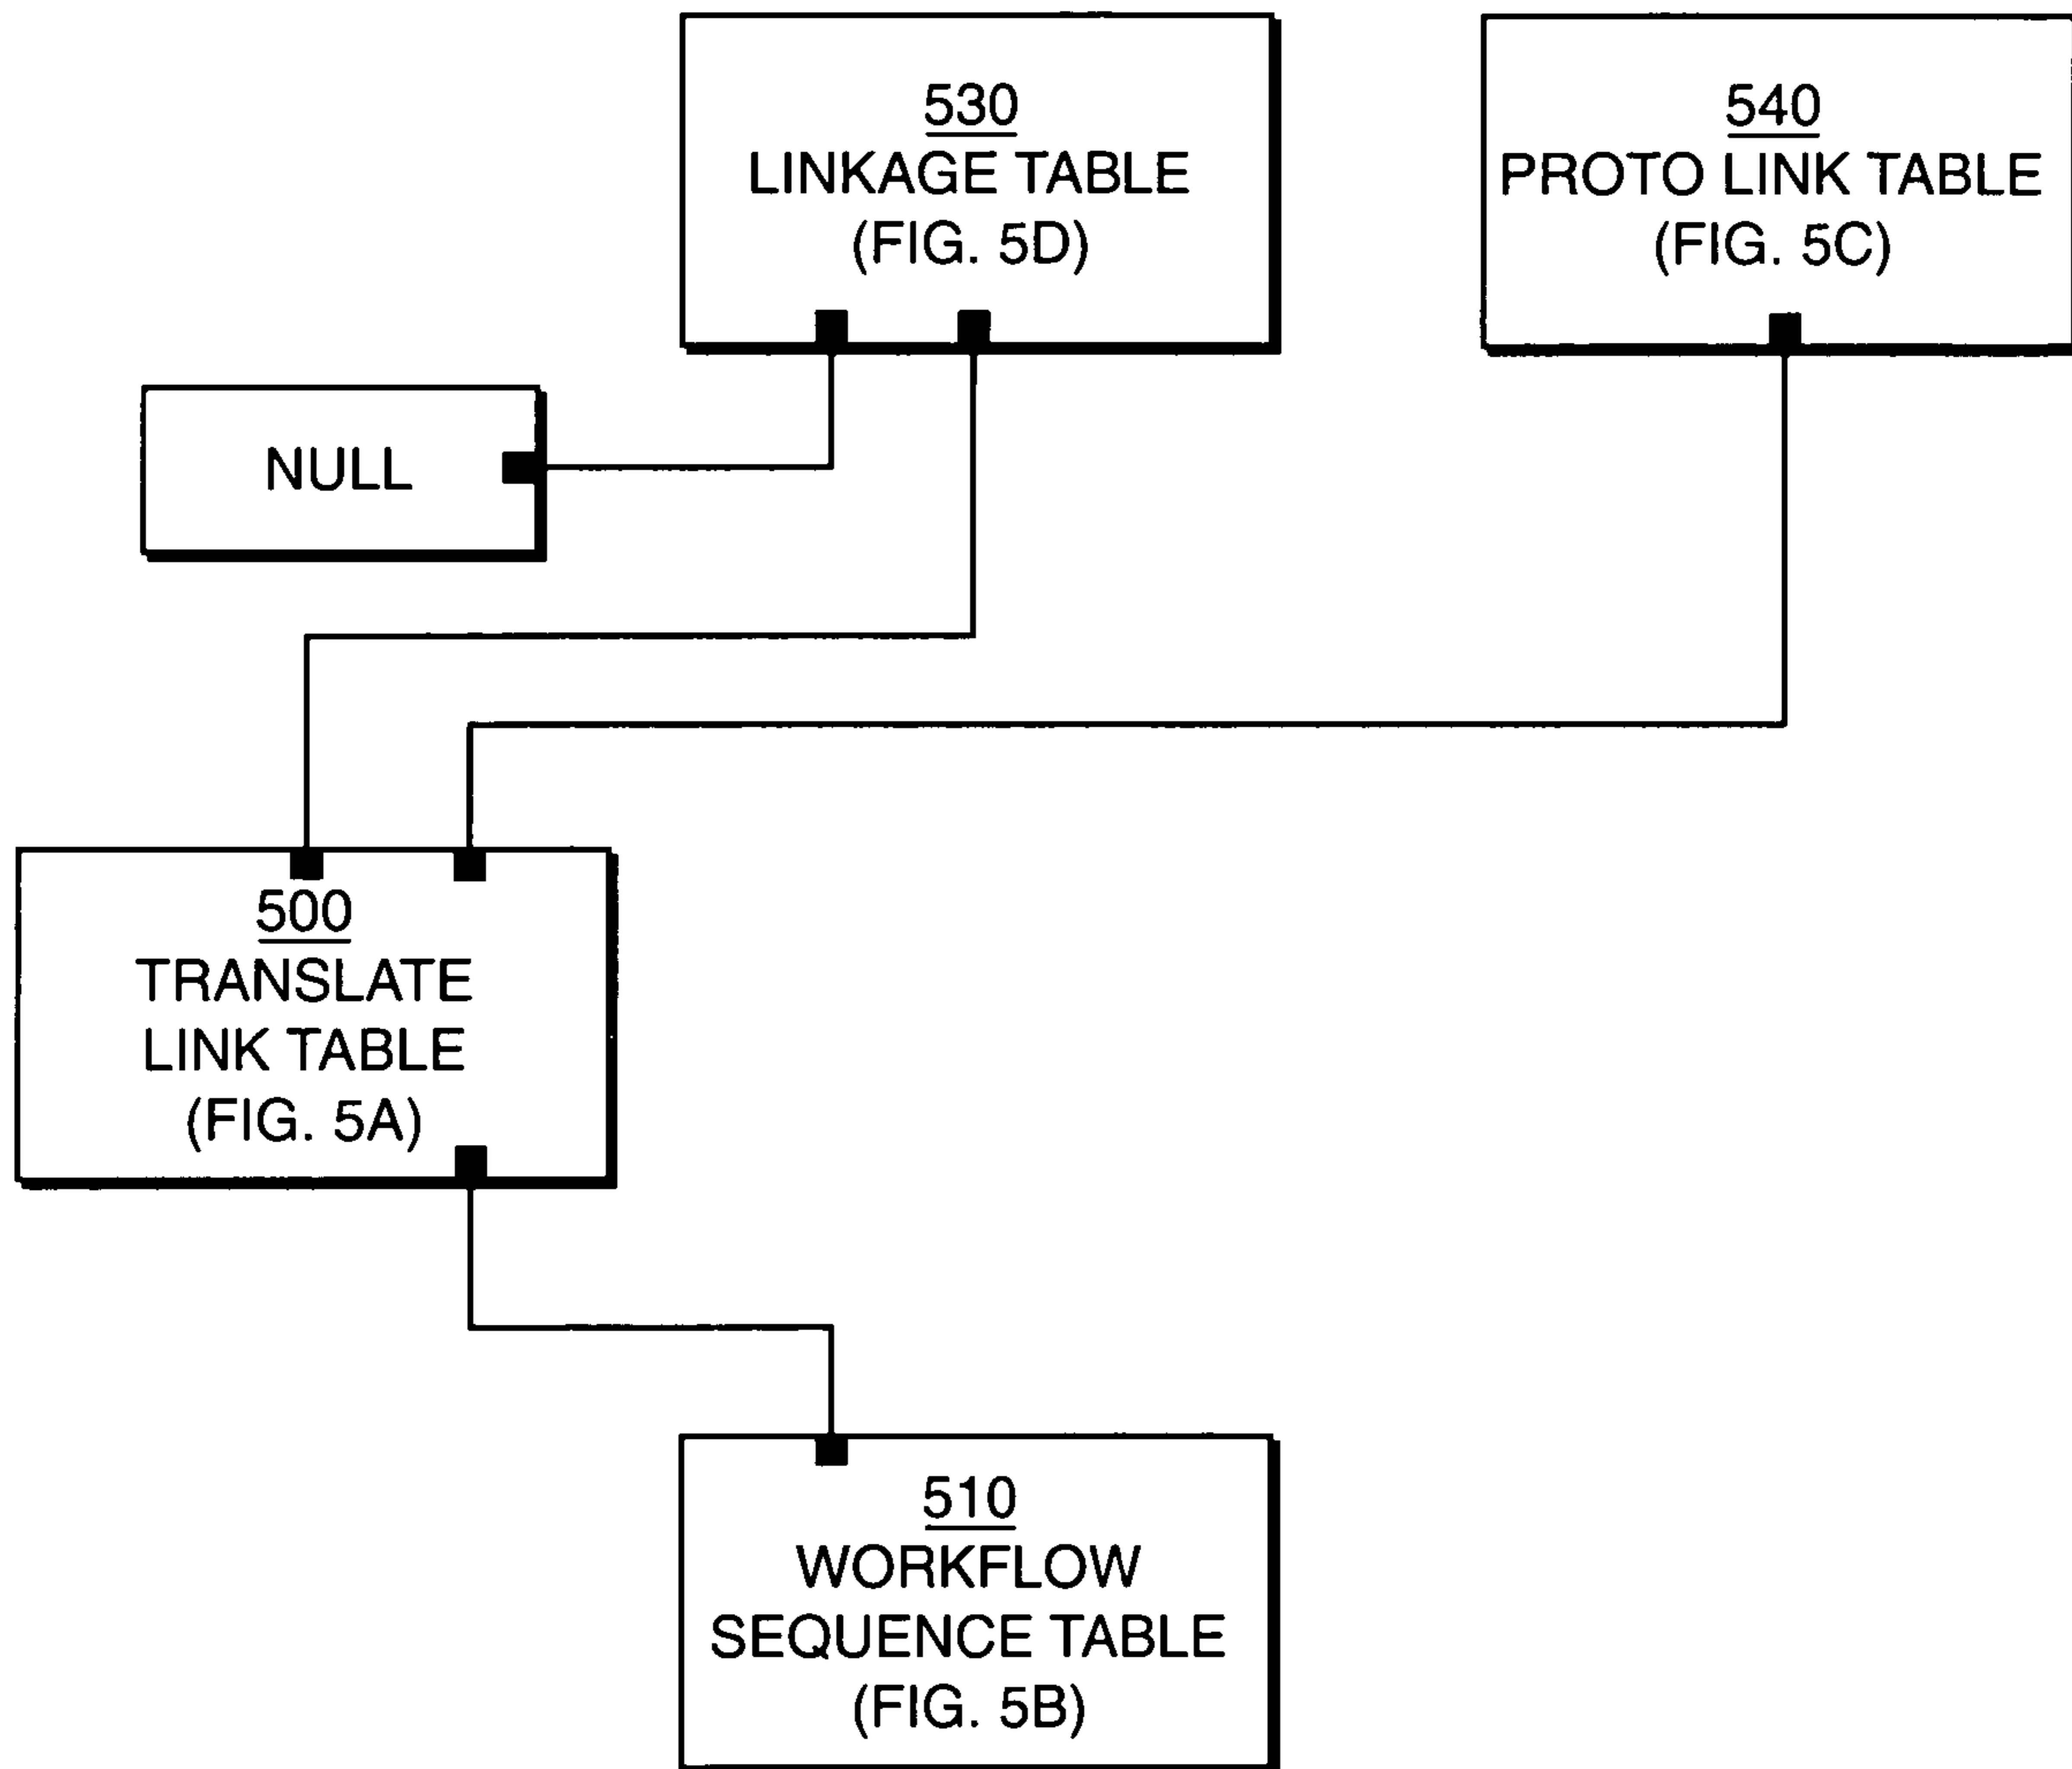 530
LINKAGE TABLE
(FIG. 5D)
540
PROTO LINK TABLE
(FIG. 5C)
NULL
500
TRANSLATE
LINK TABLE
(FIG. 5A)
510
WORKFLOW
SEQUENCE TABLE
(FIG. 5B)